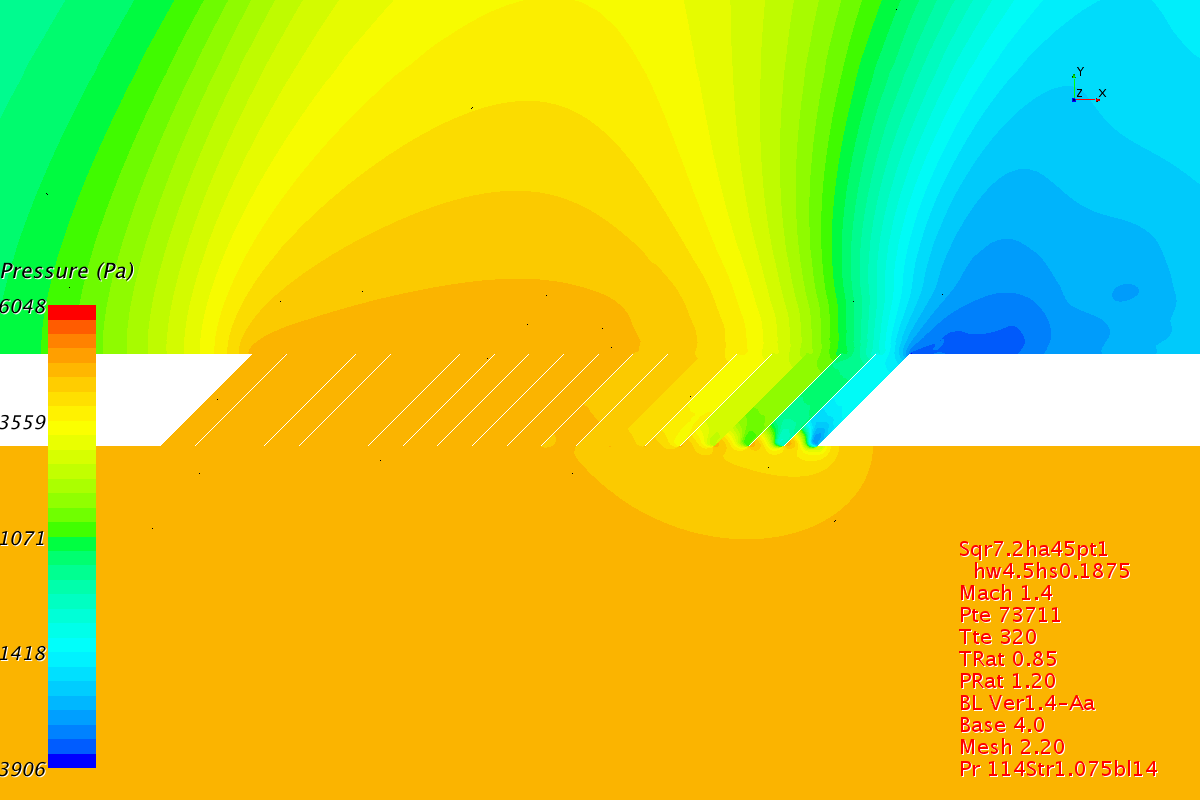 Y
Z X
Pressure (Pa)
6048
3559
1071
1418
3906
Sqr7.2ha45pt1
hw4.5hs0.1875
Mach 1.4
Pte 73711
Tte 320
TRat 0.85
PRat 1.20
BL Ver1.4-Aa
Base 4.0
Mesh 2.20
Pr 114Str1.075bl14